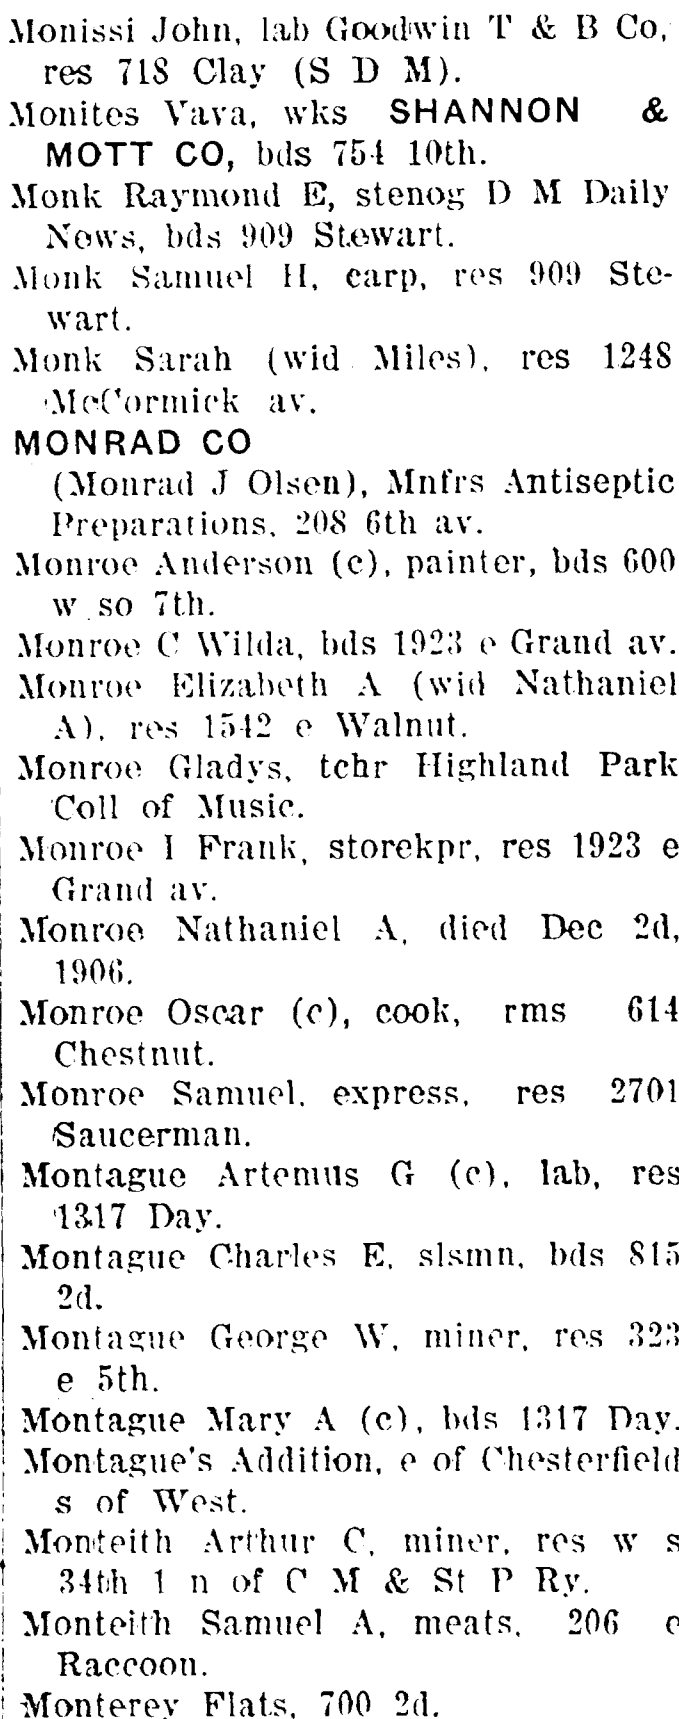 Monissi John, lab Goodwin T & B Co,
res 718 Clay (S D M).
Monites Vava, wks SHANNON &
MOTT CO, bds 754 10th.
Monk Raymond E, stenog D M Daily
News, bds 909 Stewart.
Monk Samuel H, carp, res 909 Ste-
wart.
Monk Sarah (wid Miles), res 1248
McCormick av.
MONRAD CO
(Monrad J Olsen), Mnfrs Antiseptic
Preparations, 208 6th av.
Monroe Anderson (c), painter, bds 600
w so 7th.
Monroe C Wilda, bds 1923 e Grand av.
Monroe Elizabeth A (wid Nathaniel
A), res 1542 e Walnut.
Monroe Gladys, tchr Highland Park
Coll of Music.
Monroe I Frank, storekpr, res 1923 e
Grand av.
Monroe Nathaniel A, died Dec 2d,
1906.
Monroe Oscar (c), cook, rms 614
Chestnut.
Monroe Samuel, express, res 2701
Saucerman.
Montague Artemus G (c), lab, res
1317 Day.
Montague Charles E, slsmn, bds 815
2d.
Montague George W, miner, res 323
e 5th.
Montague Mary A (c), bds 1317 Day.
Montague's Addition, e of Chesterfield
s of West.
Monteith Arthur C, miner, res w s
34th 1 n of C M & St P Ry.
Monteith Samuel A, meats, 206 e
Raccoon.
Monterey Flats, 700 2d.